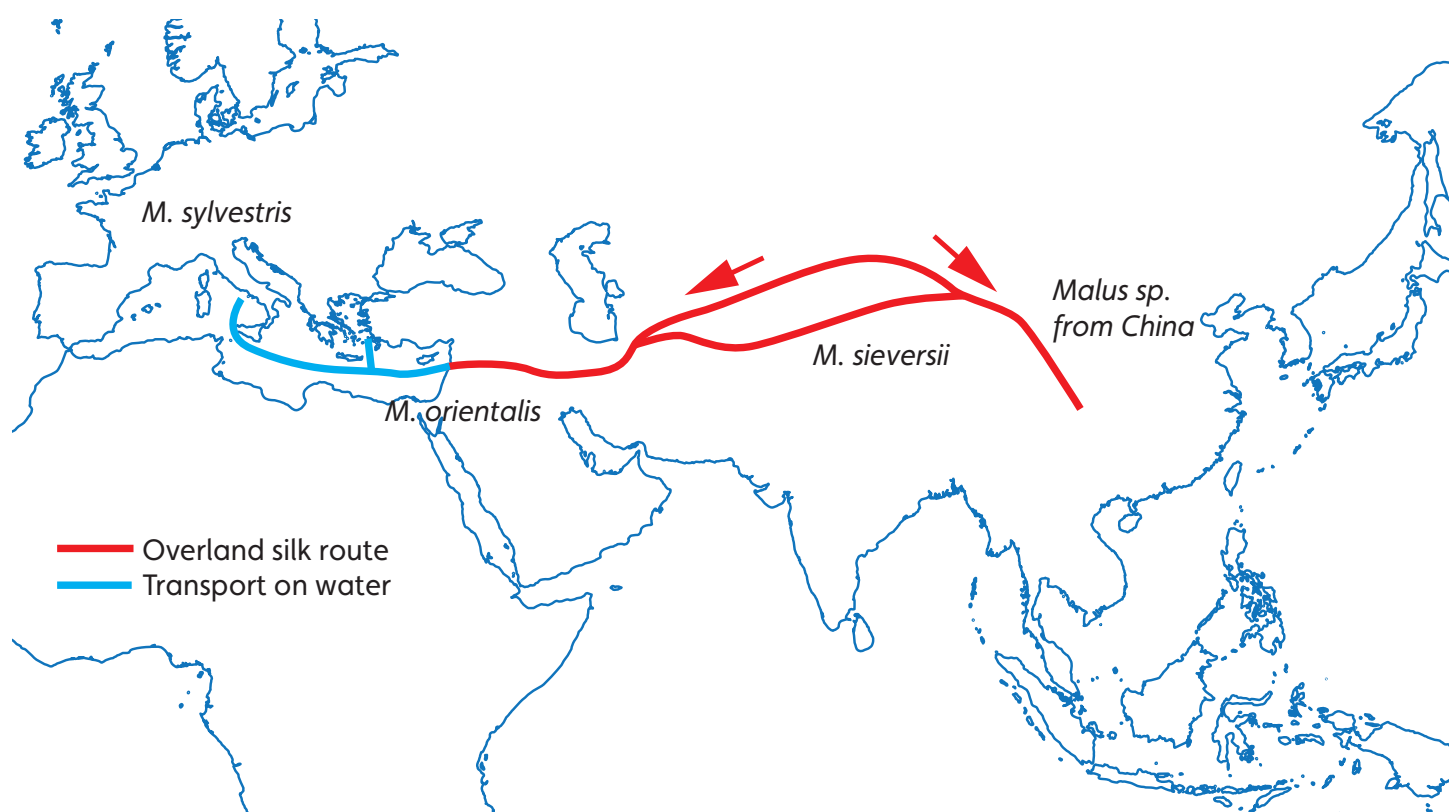 M. sylvestris
Malus sp.
from China
M. sieversii
M. orientalis
Overland silk route
Transport on water